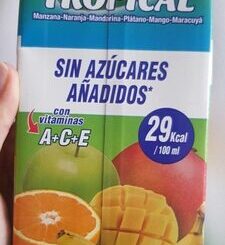 TROPICAL
Manzana-Naranja-Mandarina-Plátano-Mango-Maracuyá
SIN AZÚCARES
AÑADIDOS*
con
vitaminas
A+C+E
29 Kcal
/100 ml